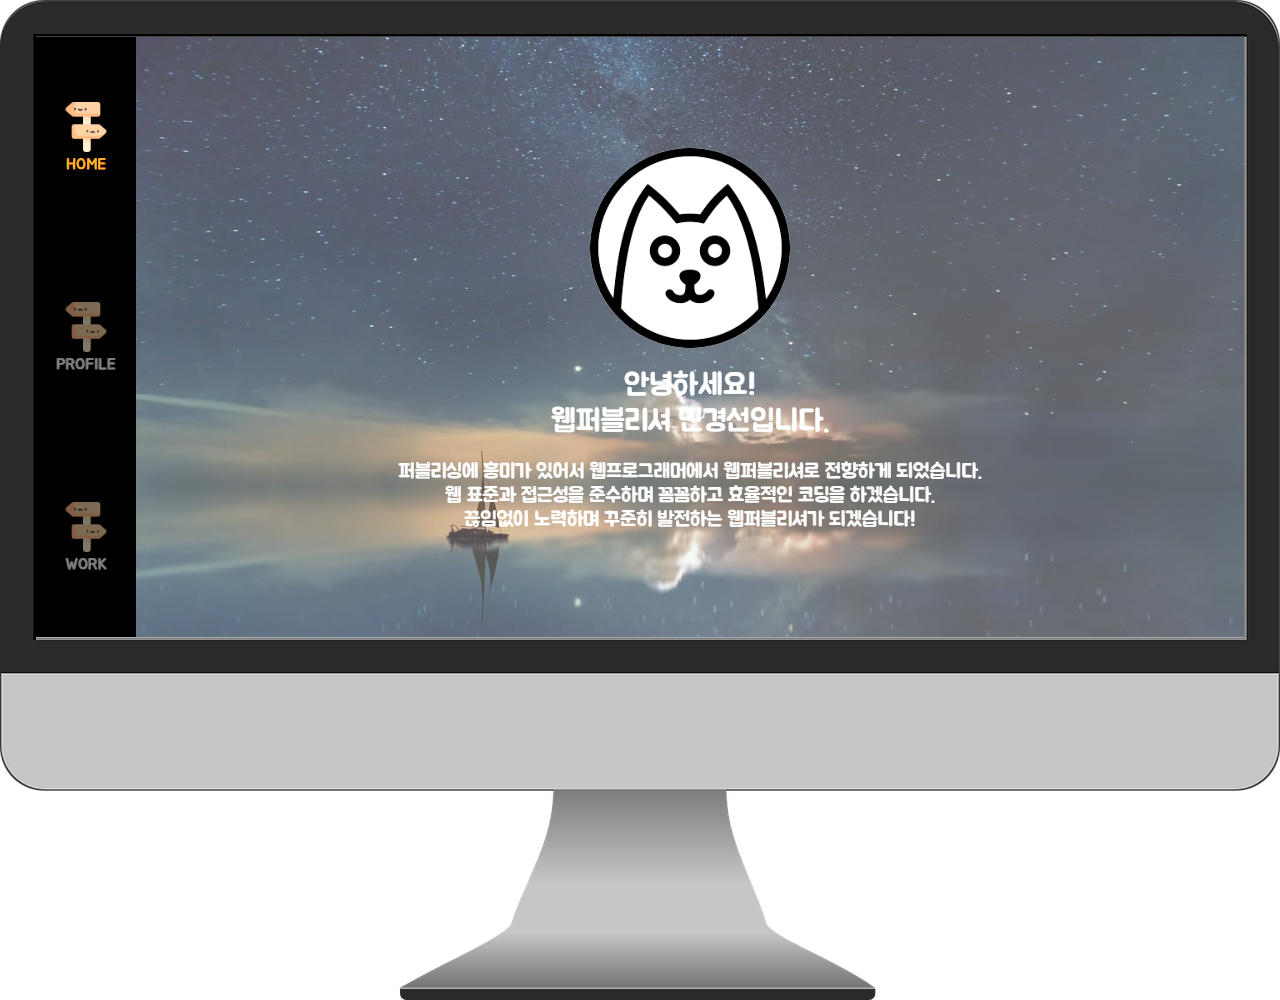 HOME
PROFILE
WORK
안녕하세요!
웹퍼블리셔 민경선입니다.
퍼블리싱에 흥미가 있어서 웹프로그래머에서 웹퍼블리셔로 전향하게 되었습니다.
웹 표준과 접근성을 준수하며 꼼꼼하고 효율적인 코딩을 하겠습니다.
끊임없이 노력하며 꾸준히 발전하는 웹퍼블리셔가 되겠습니다!